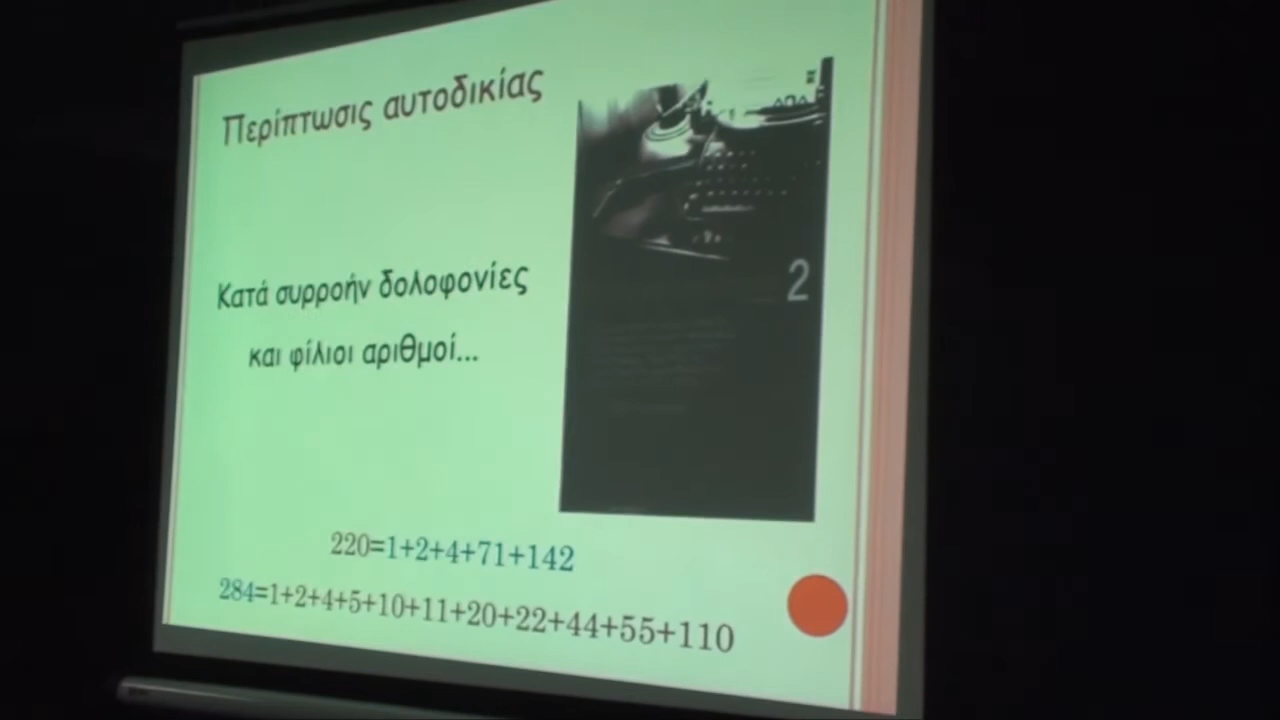 Περίπτωσις αυτοδικίας
Κατά συρροήν δολοφονίες
και φίλιοι αριθμοί...
2
220=1+2+4+71+142
284=1+2+4+5+10+11+20+22+44+55+110